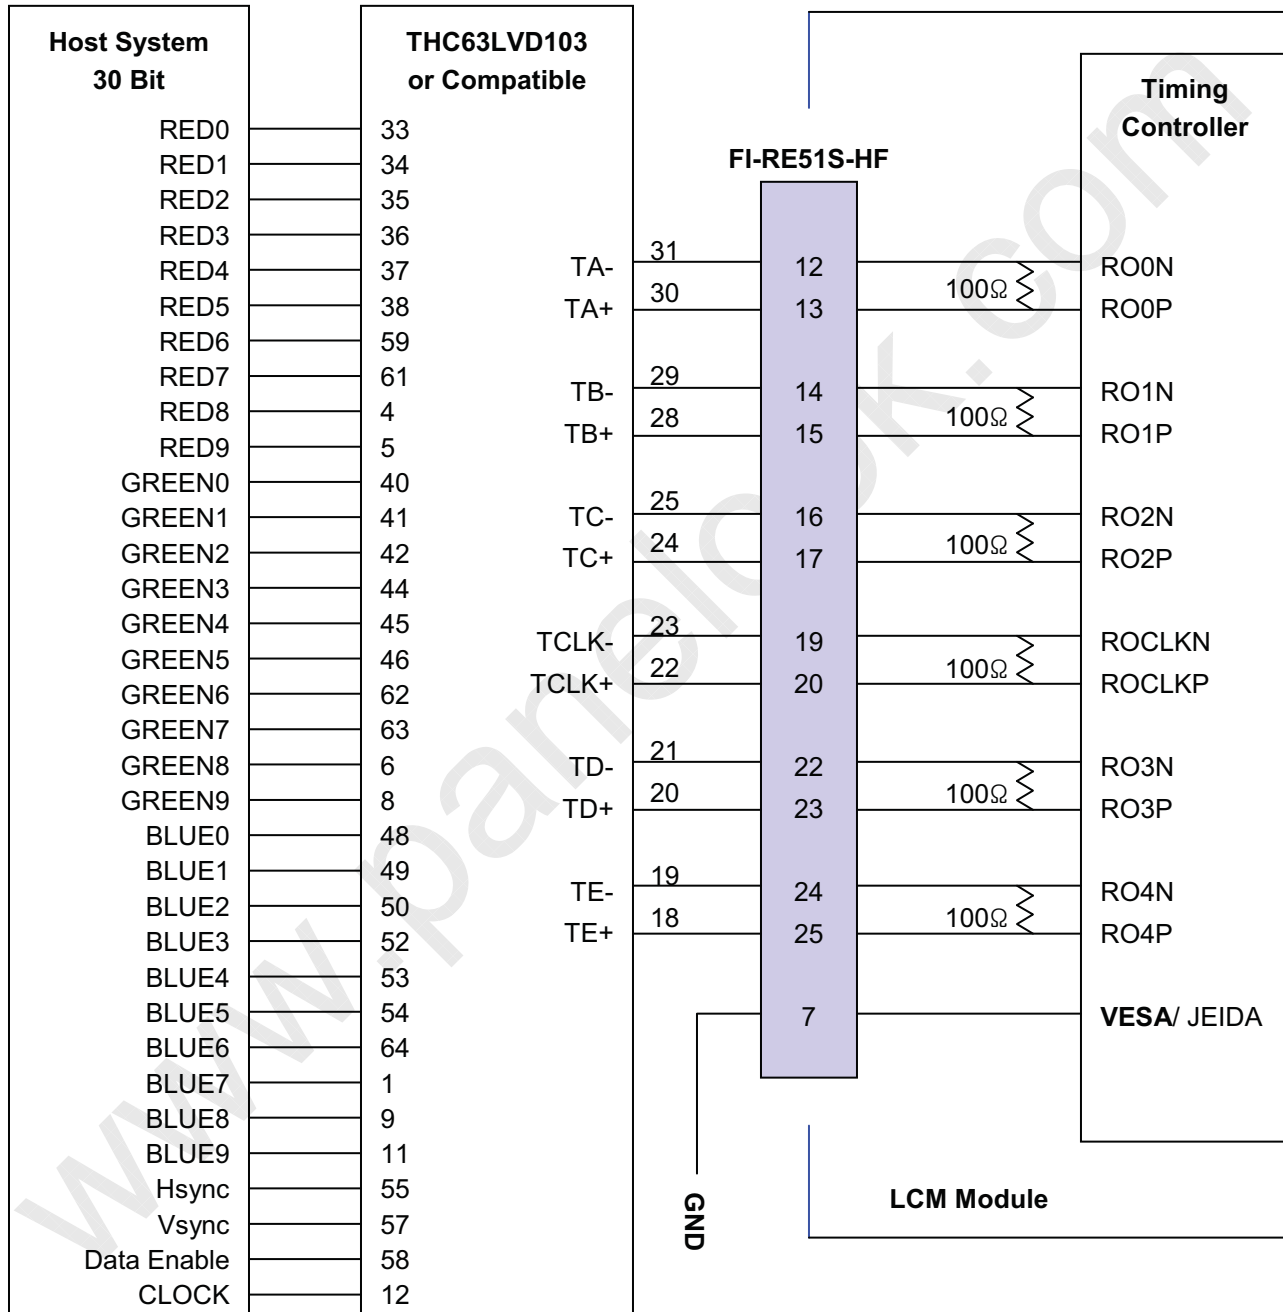 Host System
30 Bit
THC63LVD103
or Compatible
Timing
Controller
FI-RE51S-HF
RED0 33
RED1 34
RED2 35
RED3 36
RED4 37
RED5 38
RED6 59
RED7 61
RED8 4
RED9 5
GREEN0 40
GREEN1 41
GREEN2 42
GREEN3 44
GREEN4 45
GREEN5 46
GREEN6 62
GREEN7 63
GREEN8 6
GREEN9 8
BLUE0 48
BLUE1 49
BLUE2 50
BLUE3 52
BLUE4 53
BLUE5 54
BLUE6 64
BLUE7 1
BLUE8 9
BLUE9 11
Hsync 55
Vsync 57
Data Enable 58
CLOCK 12
TA- 31 12 RO0N
100Ω
TA+ 30 13 RO0P
TB- 29 14 RO1N
100Ω
TB+ 28 15 RO1P
TC- 25 16 RO2N
100Ω
TC+ 24 17 RO2P
TCLK- 23 19 ROCLKN
100Ω
TCLK+ 22 20 ROCLKP
TD- 21 22 RO3N
100Ω
TD+ 20 23 RO3P
TE- 19 24 RO4N
100Ω
TE+ 18 25 RO4P
7 VESA/ JEIDA
GND
LCM Module
www.panelook.com